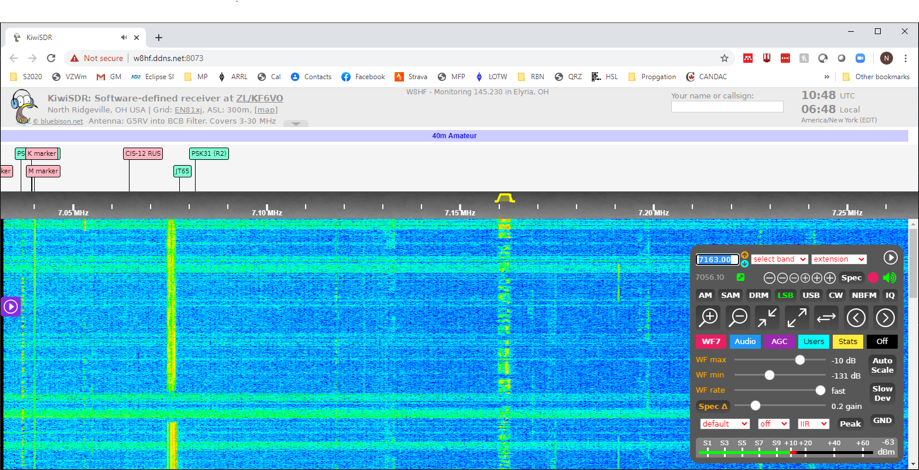 KiwiSDR
Not secure | w8hf.ddns.net:8073
N
S2020 VZWm GM Eclipse SI MP ARRL Cal Contacts Facebook Strava MFP LOTW RBN QRZ HSL Propgation CANDAC » Other bookmarks
KiwiSDR: Software-defined receiver at ZL/KF6VO
North Ridgeville, OH USA | Grid: EN81xj, ASL: 300m, [map]
© bluebison.net Antenna: G5RV into BCB Filter. Covers 3-30 MHz
W8HF - Monitoring 145.230 in Elyria, OH
Your name or callsign:
10:48 UTC
06:48 Local
America/New York (EDT)
40m Amateur
PS K marker CIS-12 RUS PSK31 (R2)
ker M marker JT65
7.05 MHz 7.10 MHz 7.15 MHz 7.20 MHz 7.25 MHz
7163.00 select band extension
7056.10 Spec
AM SAM DRM LSB USB CW NBFM IQ
WF7 Audio AGC Users Stats Off
WF max -10 dB Auto Scale
WF min -131 dB
WF rate fast Slow Dev
Spec Δ 0.2 gain
default off IIR Peak GND
S1 S3 S5 S7 S9 +10 +20 +40 +60 -63 dBm